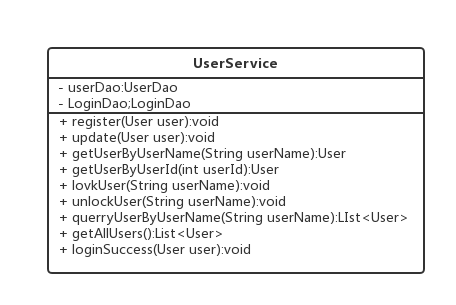 UserService
- userDao:UserDao
- LoginDao;LoginDao
+ register(User user):void
+ update(User user):void
+ getUserByUserName(String userName):User
+ getUserByUserId(int userId):User
+ lovkUser(String userName):void
+ unlockUser(String userName):void
+ querryUserByUserName(String userName):LIst<User>
+ getAllUsers():List<User>
+ loginSuccess(User user):void